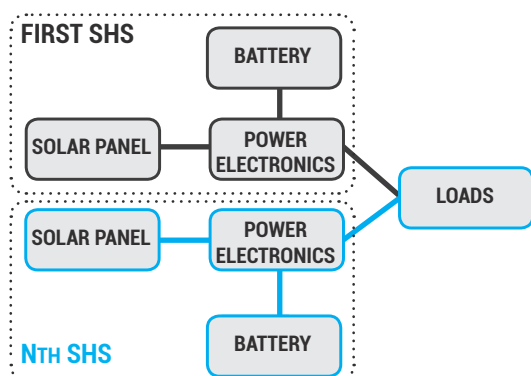 FIRST SHS
BATTERY
SOLAR PANEL
POWER
ELECTRONICS
LOADS
SOLAR PANEL
POWER
ELECTRONICS
BATTERY
NTH SHS